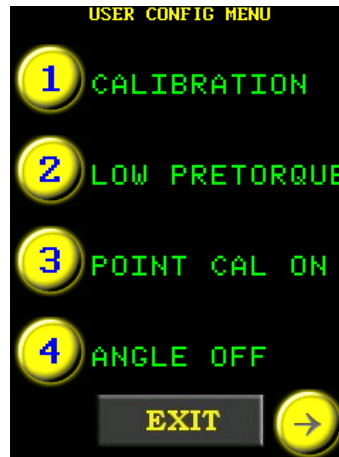 USER CONFIG MENU
1 CALIBRATION
2 LOW PRETORQUE
3 POINT CAL ON
4 ANGLE OFF
EXIT →